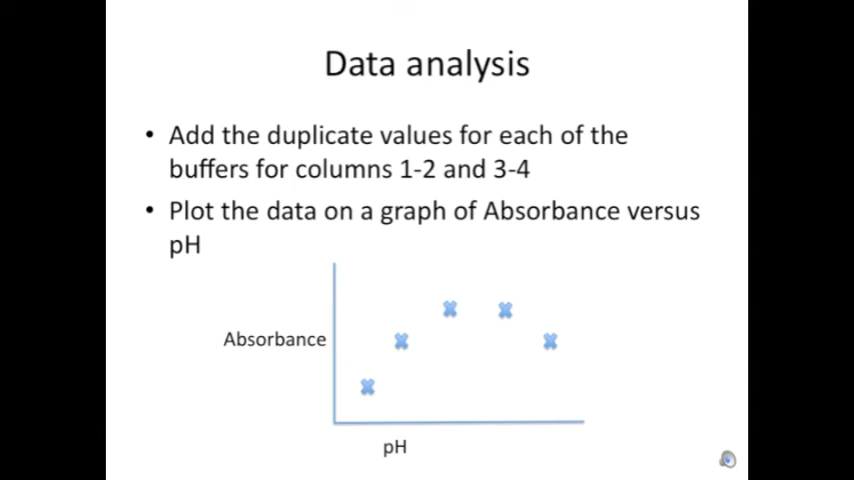 Data analysis
• Add the duplicate values for each of the
buffers for columns 1-2 and 3-4
• Plot the data on a graph of Absorbance versus
pH
Absorbance
pH